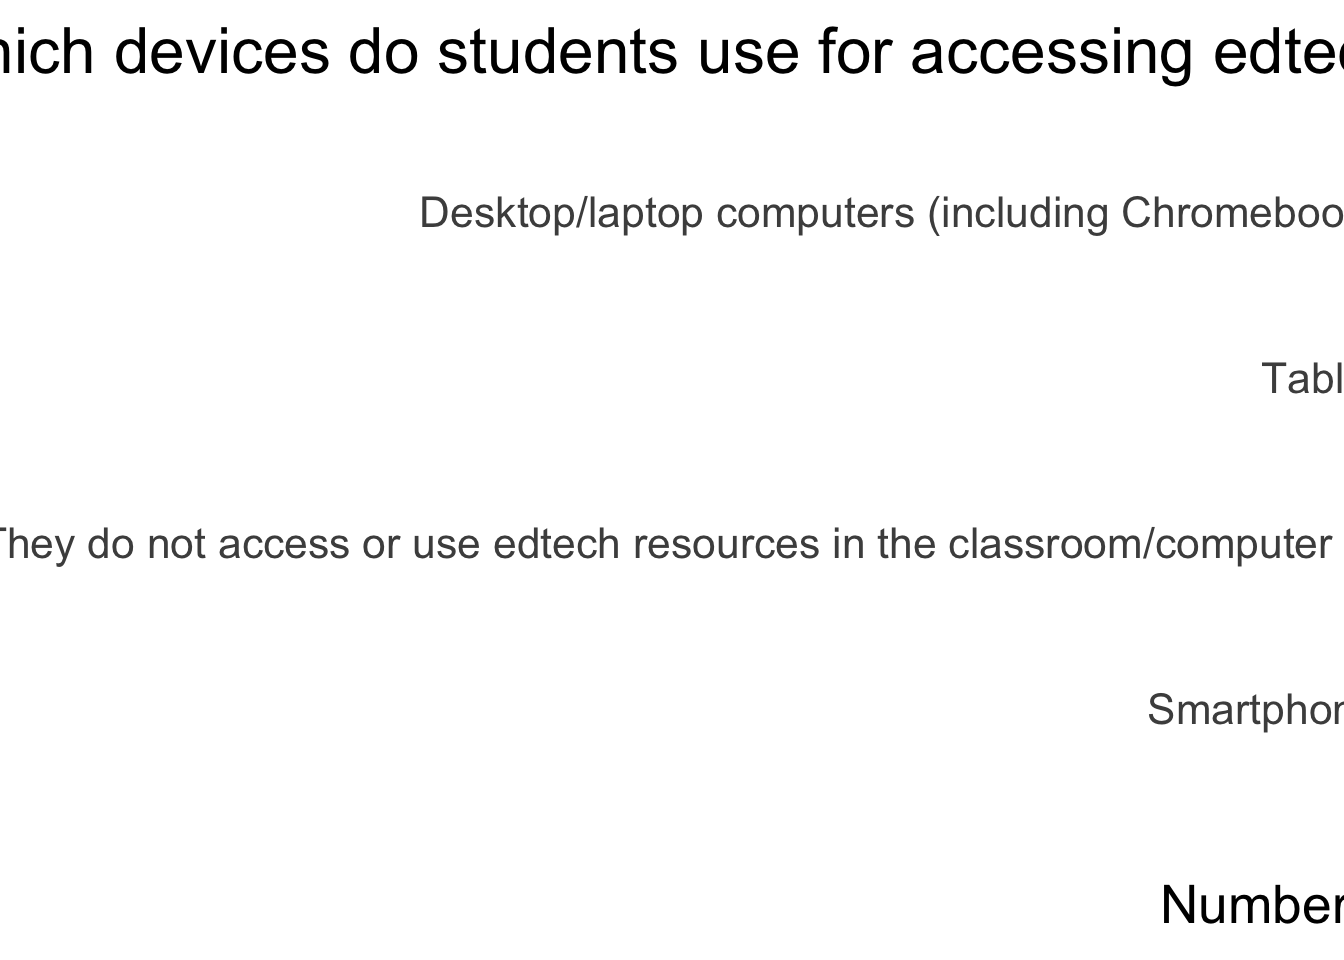 hich devices do students use for accessing edtec
Desktop/laptop computers (including Chromeboo
Tabl
They do not access or use edtech resources in the classroom/computer
Smartphon
Number